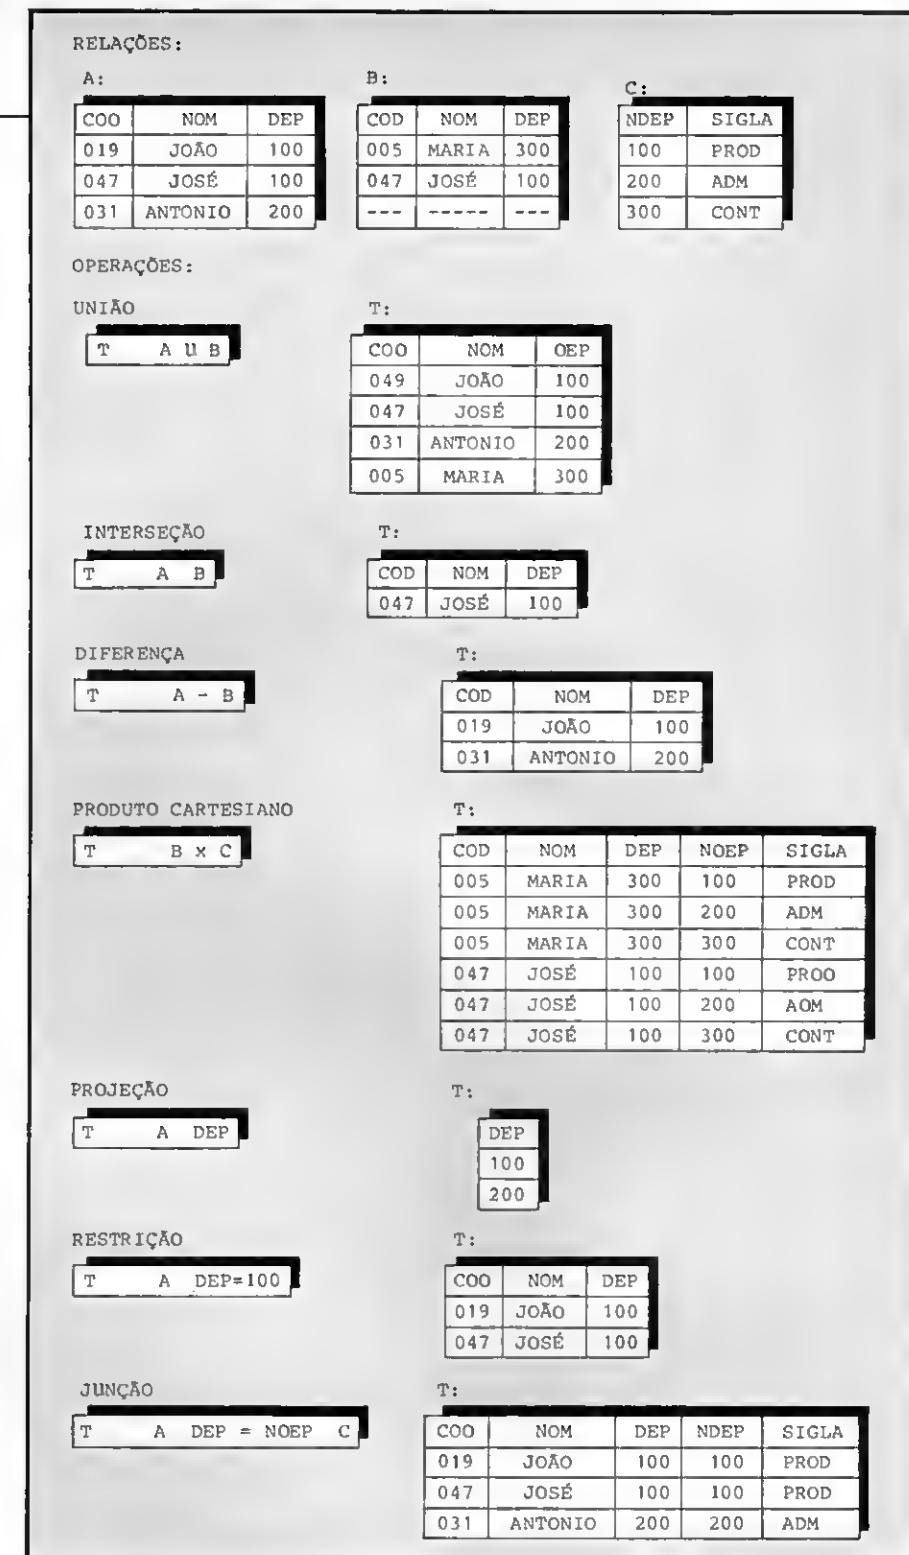 RELAÇÕES:
A: B: C:
COO NOM DEP COD NOM DEP NDEP SIGLA
019 JOÃO 100 005 MARIA 300 100 PROD
047 JOSÉ 100 047 JOSÉ 100 200 ADM
031 ANTONIO 200 --- ----- --- 300 CONT
OPERAÇÕES:
UNIÃO T:
T A U B
COO NOM OEP
049 JOÃO 100
047 JOSÉ 100
031 ANTONIO 200
005 MARIA 300
INTERSEÇÃO T:
T A B
COD NOM DEP
047 JOSÉ 100
DIFERENÇA T:
T A - B
COD NOM DEP
019 JOÃO 100
031 ANTONIO 200
PRODUTO CARTESIANO T:
T B x C
COD NOM DEP NOEP SIGLA
005 MARIA 300 100 PROD
005 MARIA 300 200 ADM
005 MARIA 300 300 CONT
047 JOSÉ 100 100 PROO
047 JOSÉ 100 200 AOM
047 JOSÉ 100 300 CONT
PROJEÇÃO T:
T A DEP
DEP
100
200
RESTRIÇÃO T:
T A DEP=100
COO NOM DEP
019 JOÃO 100
047 JOSÉ 100
JUNÇÃO T:
T A DEP = NOEP C
COO NOM DEP NDEP SIGLA
019 JOÃO 100 100 PROD
047 JOSÉ 100 100 PROD
031 ANTONIO 200 200 ADM